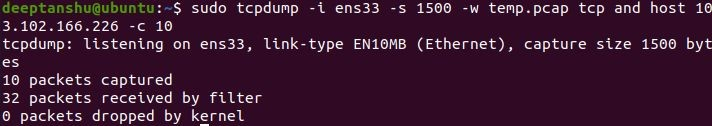 deeptanshu@ubuntu:~$ sudo tcpdump -i ens33 -s 1500 -w temp.pcap tcp and host 10
3.102.166.226 -c 10
tcpdump: listening on ens33, link-type EN10MB (Ethernet), capture size 1500 byt
es
10 packets captured
32 packets received by filter
0 packets dropped by kernel